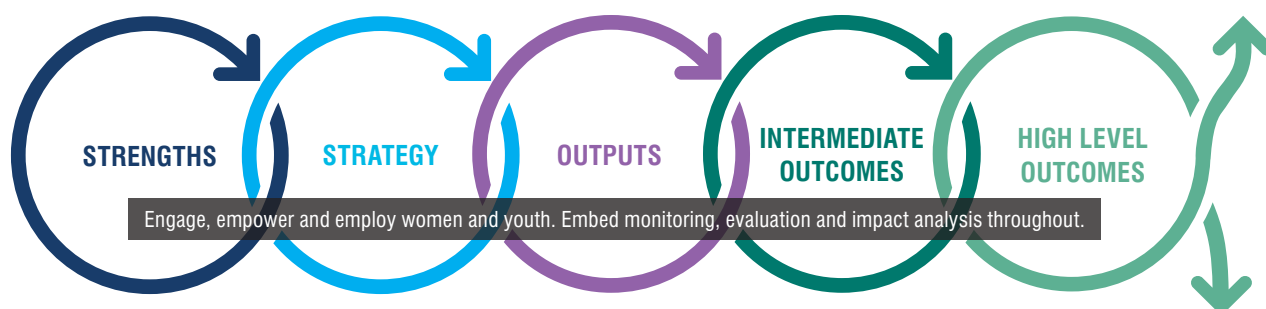 STRENGTHS
STRATEGY
OUTPUTS
INTERMEDIATE
OUTCOMES
HIGH LEVEL
OUTCOMES
Engage, empower and employ women and youth. Embed monitoring, evaluation and impact analysis throughout.